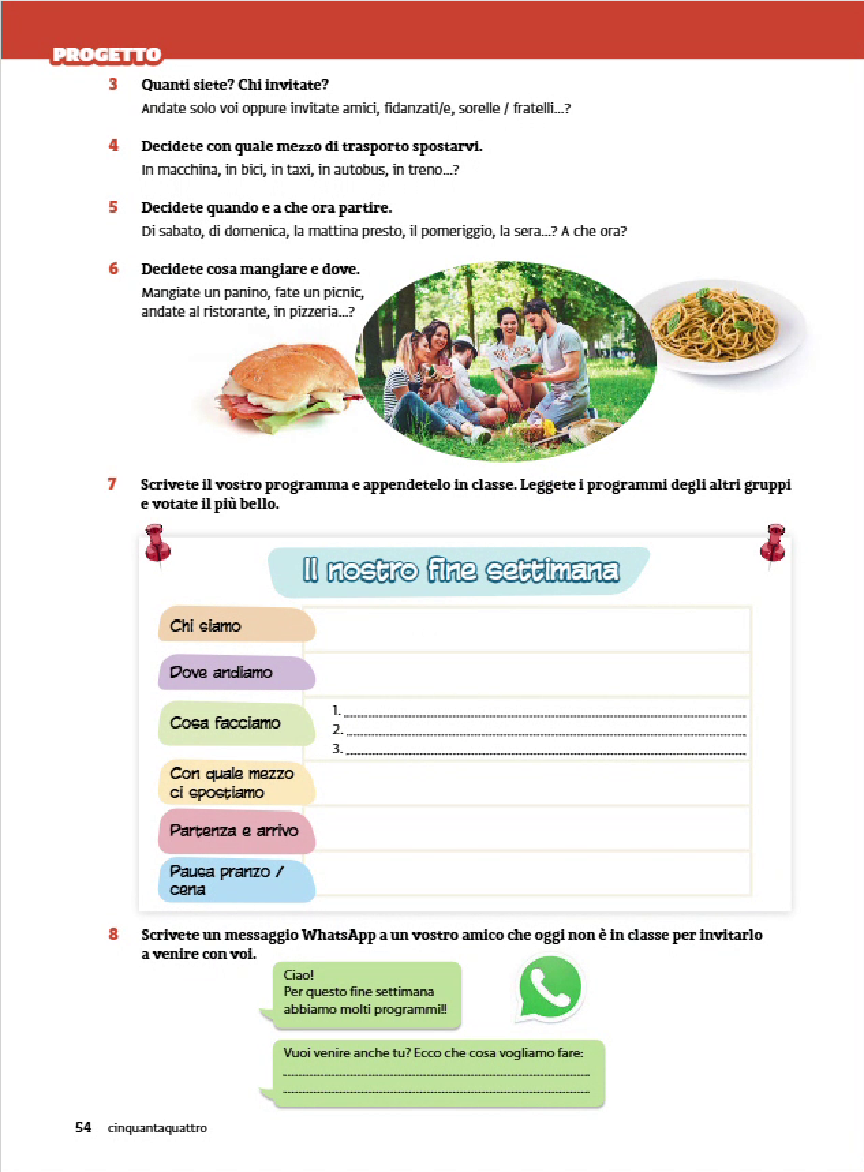 PROGETTO
3 Quanti siete? Chi invitate?
Andate solo voi oppure invitate amici, fidanzati/e, sorelle / fratelli...?
4 Decidete con quale mezzo di trasporto spostarvi.
In macchina, in bici, in taxi, in autobus, in treno...?
5 Decidete quando e a che ora partire.
Di sabato, di domenica, la mattina presto, il pomeriggio, la sera...? A che ora?
6 Decidete cosa mangiare e dove.
Mangiate un panino, fate un picnic,
andate al ristorante, in pizzeria...?
7 Scrivete il vostro programma e appendetelo in classe. Leggete i programmi degli altri gruppi
e votate il più bello.
Il nostro fine settimana
Chi siamo
Dove andiamo
Cosa facciamo
1.
2.
3.
Con quale mezzo
ci spostiamo
Partenza e arrivo
Pausa pranzo /
cena
8 Scrivete un messaggio WhatsApp a un vostro amico che oggi non è in classe per invitarlo
a venire con voi.
Ciao!
Per questo fine settimana
abbiamo molti programmi!!
Vuoi venire anche tu? Ecco che cosa vogliamo fare:
54 cinquantaquattro